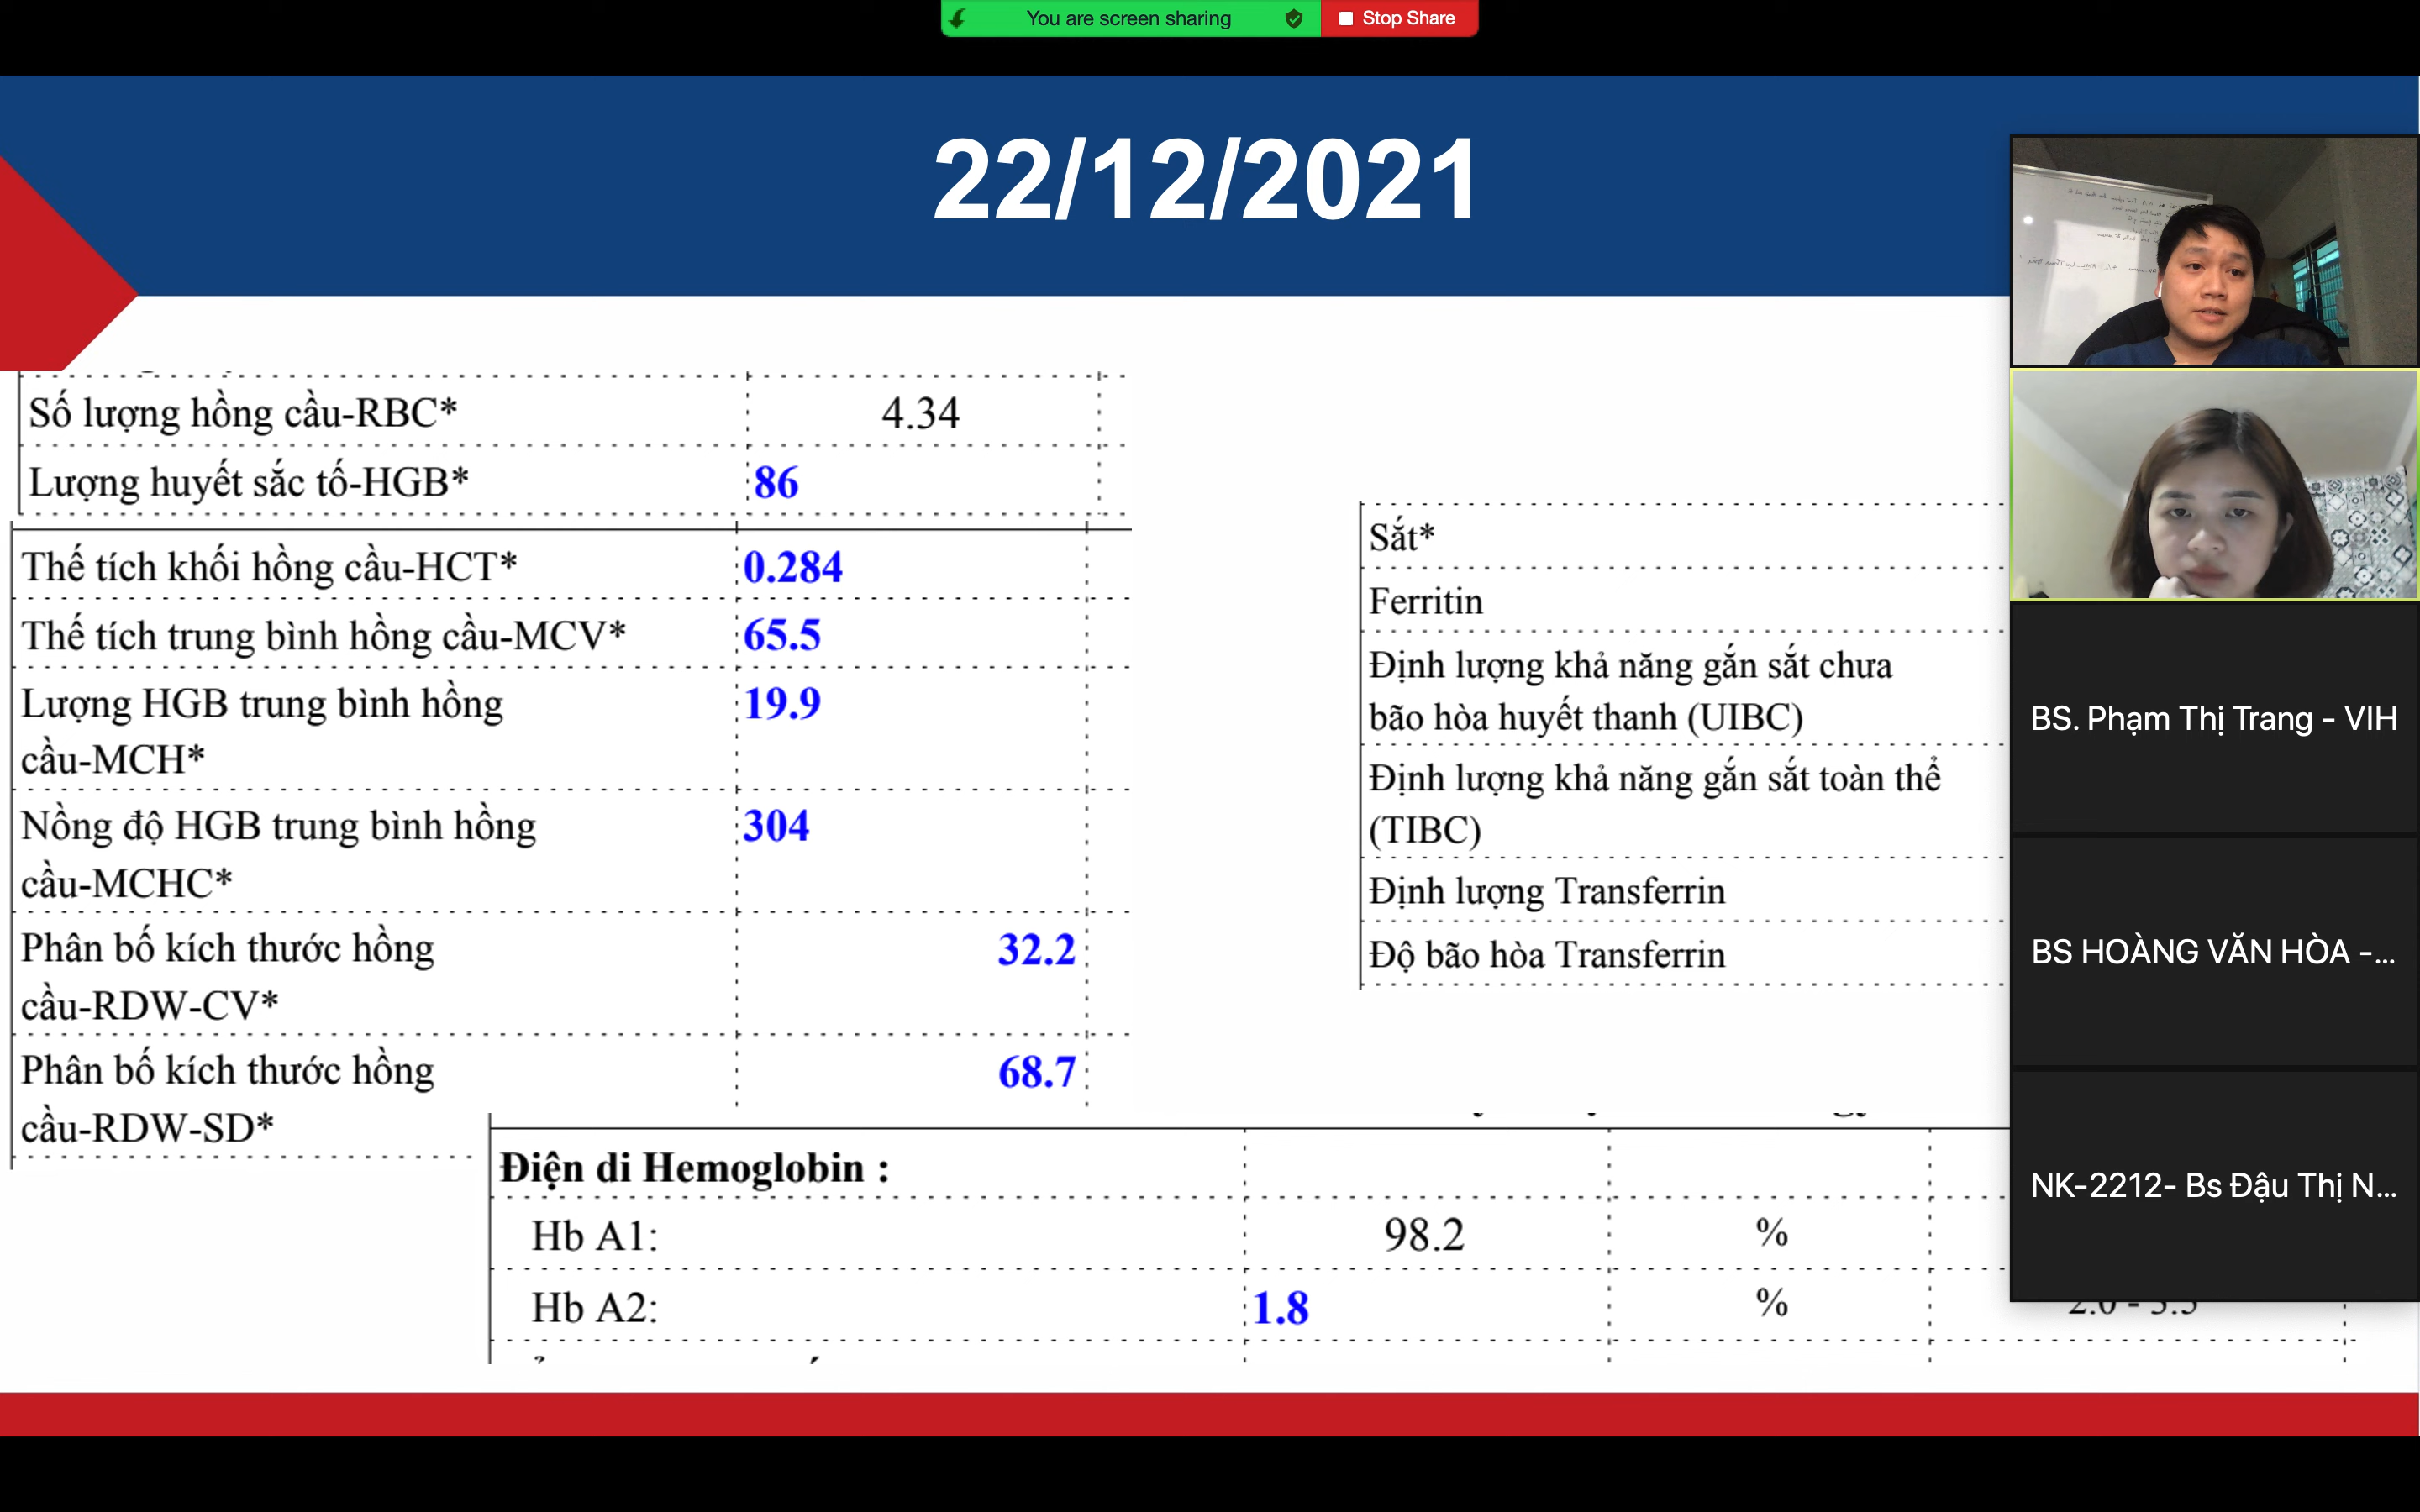 You are screen sharing
Stop Share
22/12/2021
Số lượng hồng cầu-RBC* 4.34
Lượng huyết sắc tố-HGB* 86
Thể tích khối hồng cầu-HCT* 0.284
Thể tích trung bình hồng cầu-MCV* 65.5
Lượng HGB trung bình hồng 19.9
cầu-MCH*
Nồng độ HGB trung bình hồng 304
cầu-MCHC*
Phân bố kích thước hồng 32.2
cầu-RDW-CV*
Phân bố kích thước hồng 68.7
cầu-RDW-SD*
Sắt*
Ferritin
Định lượng khả năng gắn sắt chưa
bão hòa huyết thanh (UIBC)
Định lượng khả năng gắn sắt toàn thể
(TIBC)
Định lượng Transferrin
Độ bão hòa Transferrin
Điện di Hemoglobin :
Hb A1: 98.2 %
Hb A2: 1.8 %
BS. Phạm Thị Trang - VIH
BS HOÀNG VĂN HÒA -...
NK-2212- Bs Đậu Thị N...